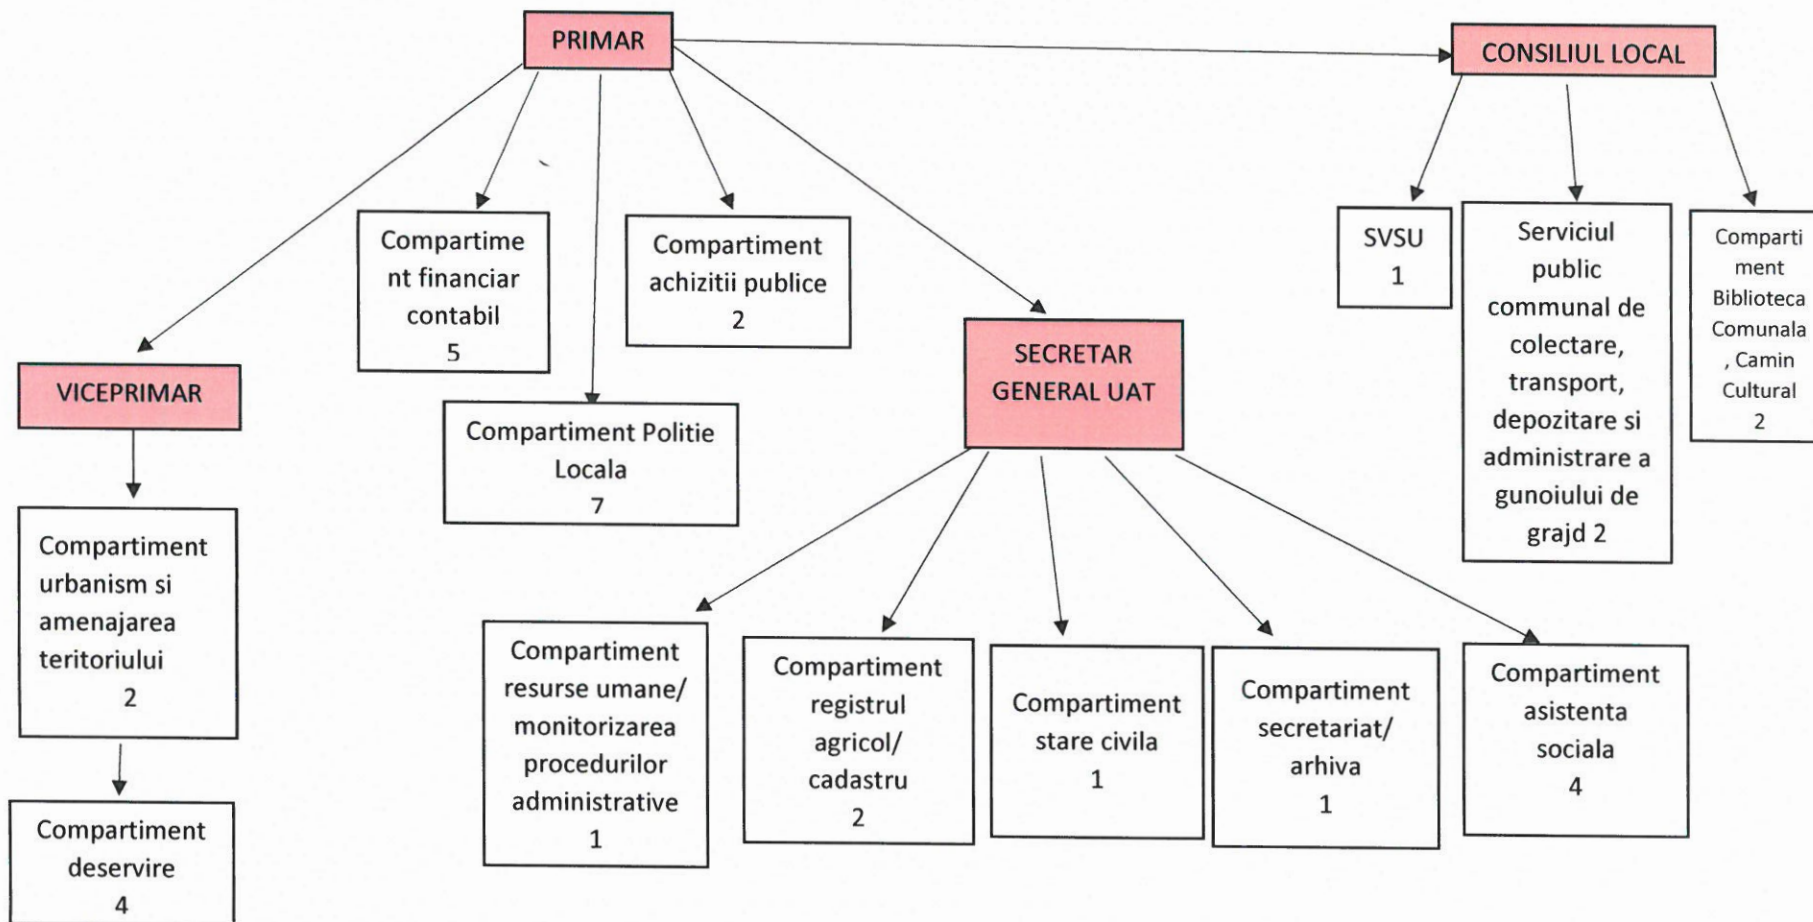 PRIMAR
CONSILIUL LOCAL
Compartime
nt financiar
contabil
5
Compartiment
achizitii publice
2
SVSU
1
Serviciul
public
communal de
colectare,
transport,
depozitare si
administrare a
gunoiului de
grajd 2
Comparti
ment
Biblioteca
Comunala
, Camin
Cultural
2
VICEPRIMAR
Compartiment Politie
Locala
7
SECRETAR
GENERAL UAT
Compartiment
urbanism si
amenajarea
teritoriului
2
Compartiment
deservire
4
Compartiment
resurse umane/
monitorizarea
procedurilor
administrative
1
Compartiment
registrul
agricol/
cadastru
2
Compartiment
stare civila
1
Compartiment
secretariat/
arhiva
1
Compartiment
asistenta
sociala
4